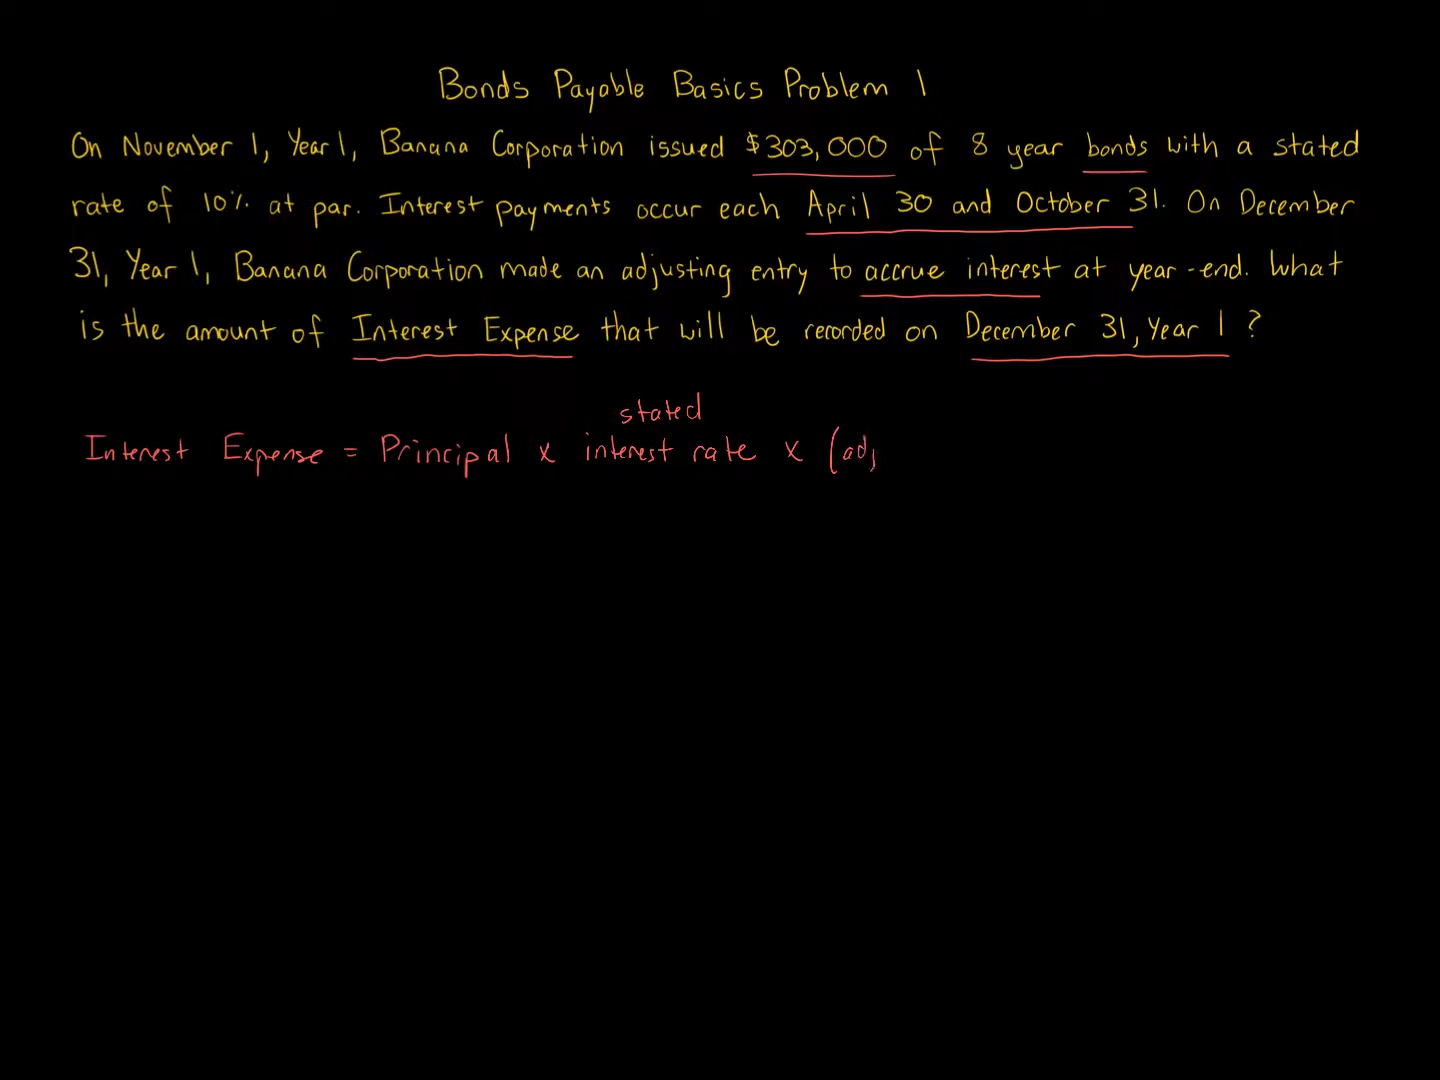 Bonds Payable Basics Problem 1
On November 1, Year 1, Banana Corporation issued $303,000 of 8 year bonds with a stated
rate of 10% at par. Interest payments occur each April 30 and October 31. On December
31, Year 1, Banana Corporation made an adjusting entry to accrue interest at year-end. What
is the amount of Interest Expense that will be recorded on December 31, Year 1?
stated
Interest Expense = Principal x interest rate x (adj